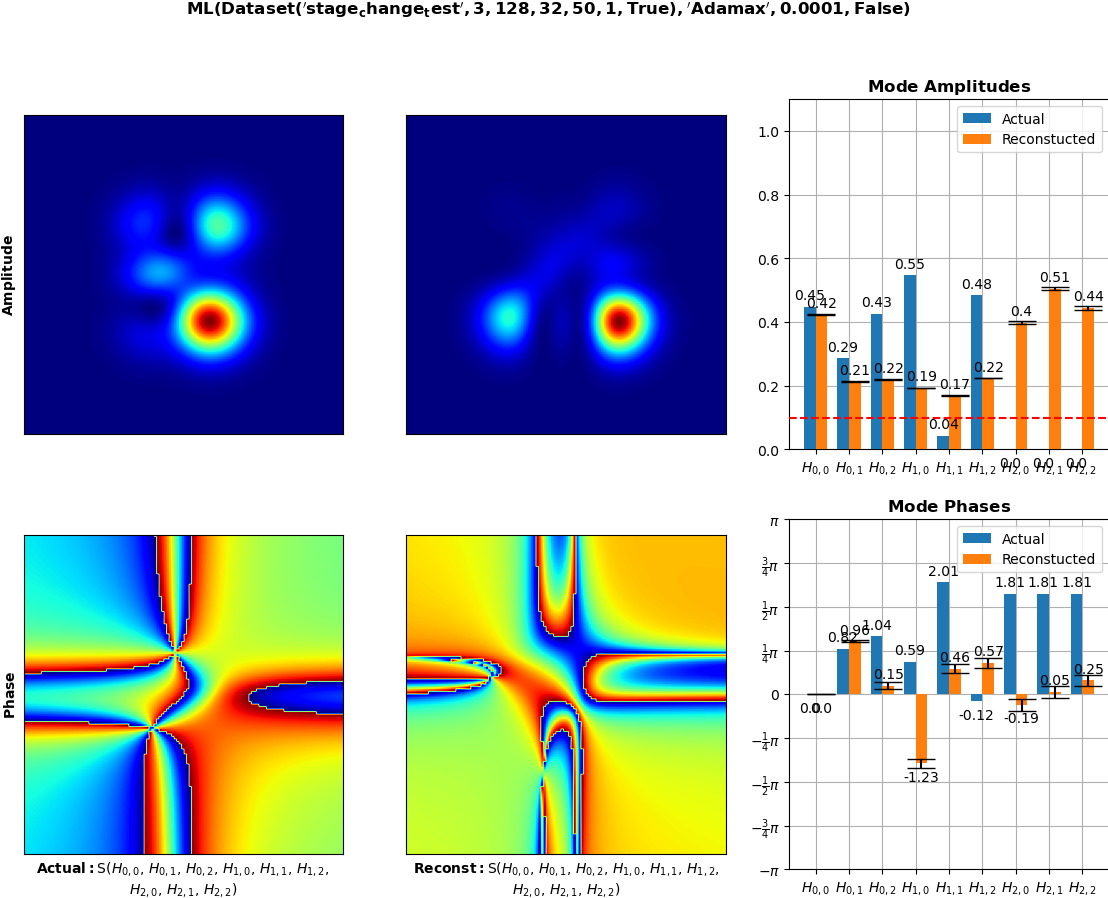 ML(Dataset('stage_change_test', 3, 128, 32, 50, 1, True), 'Adamax', 0.0001, False)
Amplitude
Mode Amplitudes
Actual
Reconstucted
1.0
0.8
0.6
0.4
0.2
0.0
0.45 0.42 0.29 0.21 0.43 0.22 0.55 0.19 0.04 0.17 0.48 0.22 0.0 0.4 0.0 0.51 0.0 0.44
H0,0 H0,1 H0,2 H1,0 H1,1 H1,2 H2,0 H2,1 H2,2
Phase
Actual: S(H0,0, H0,1, H0,2, H1,0, H1,1, H1,2,
H2,0, H2,1, H2,2)
Reconst: S(H0,0, H0,1, H0,2, H1,0, H1,1, H1,2,
H2,0, H2,1, H2,2)
Mode Phases
Actual
Reconstucted
π
3/4π
1/2π
1/4π
0
−1/4π
−1/2π
−3/4π
−π
0.0 0.0 0.82 0.96 1.04 0.15 0.59 -1.23 2.01 0.46 -0.12 0.57 1.81 -0.19 1.81 0.05 1.81 0.25
H0,0 H0,1 H0,2 H1,0 H1,1 H1,2 H2,0 H2,1 H2,2